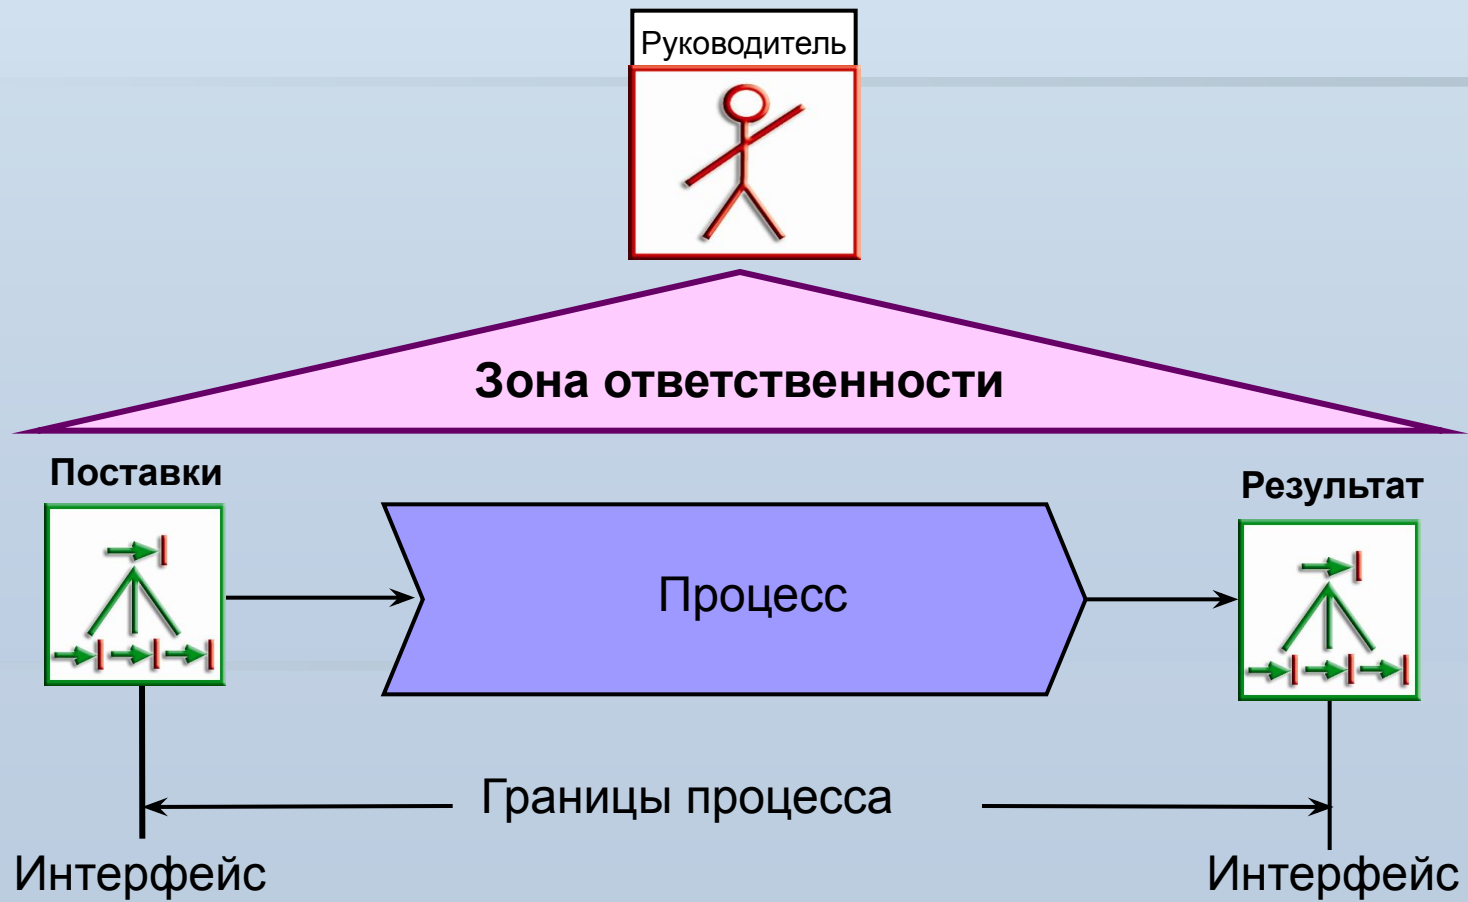 Руководитель
Зона ответственности
Поставки
Результат
Процесс
Границы процесса
Интерфейс
Интерфейс